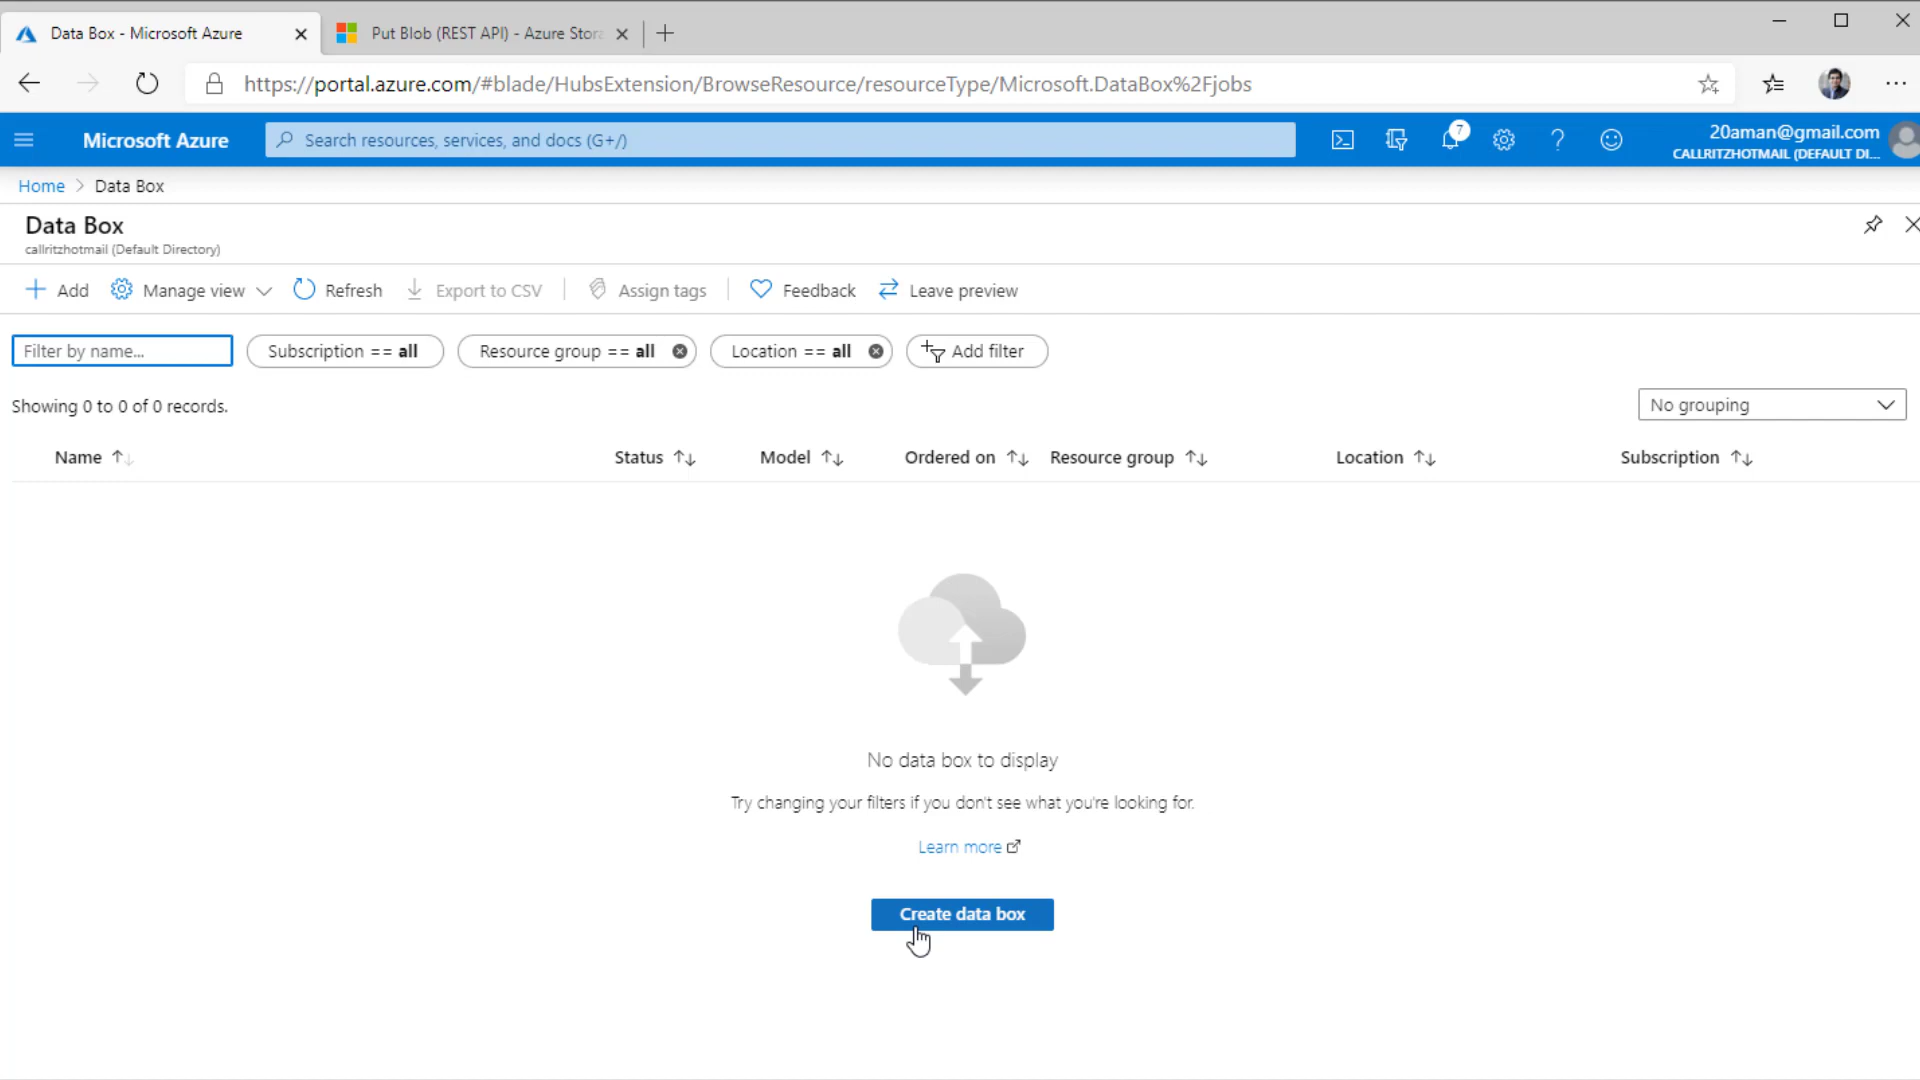 Data Box - Microsoft Azure
Put Blob (REST API) - Azure Stor
https://portal.azure.com/#blade/HubsExtension/BrowseResource/resourceType/Microsoft.DataBox%2Fjobs
Microsoft Azure
Search resources, services, and docs (G+/)
7
20aman@gmail.com
CALLRITZHOTMAIL (DEFAULT DI...
Home > Data Box
Data Box
callritzhotmail (Default Directory)
Add
Manage view
Refresh
Export to CSV
Assign tags
Feedback
Leave preview
Filter by name...
Subscription == all
Resource group == all
Location == all
Add filter
Showing 0 to 0 of 0 records.
No grouping
Name
Status
Model
Ordered on
Resource group
Location
Subscription
No data box to display
Try changing your filters if you don't see what you're looking for.
Learn more
Create data box